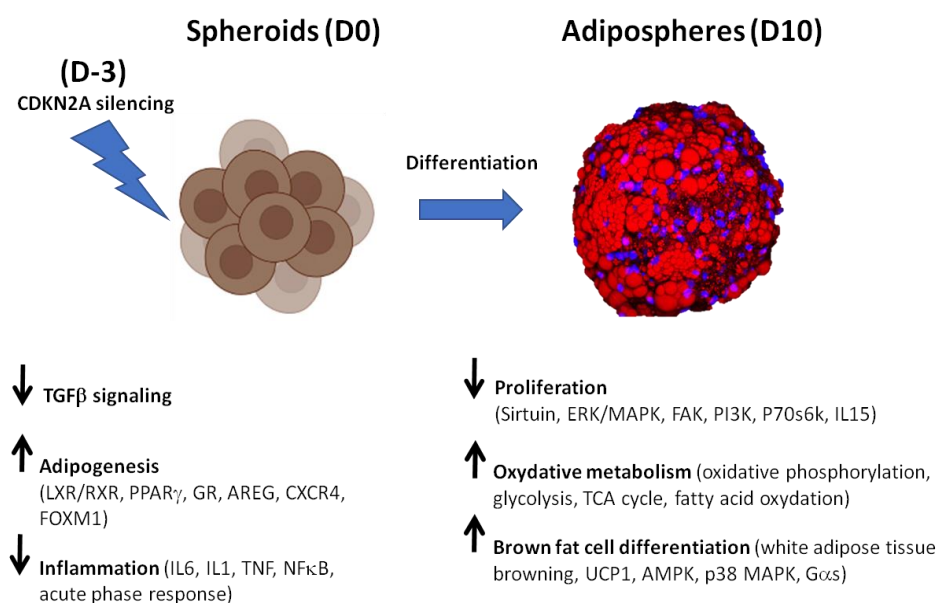 Spheroids (D0)
Adipospheres (D10)
(D-3)
CDKN2A silencing
Differentiation
TGFβ signaling
Adipogenesis
(LXR/RXR, PPARγ, GR, AREG, CXCR4,
FOXM1)
Inflammation (IL6, IL1, TNF, NFκB,
acute phase response)
Proliferation
(Sirtuin, ERK/MAPK, FAK, PI3K, P70s6k, IL15)
Oxydative metabolism (oxidative phosphorylation,
glycolysis, TCA cycle, fatty acid oxydation)
Brown fat cell differentiation (white adipose tissue
browning, UCP1, AMPK, p38 MAPK, Gαs)